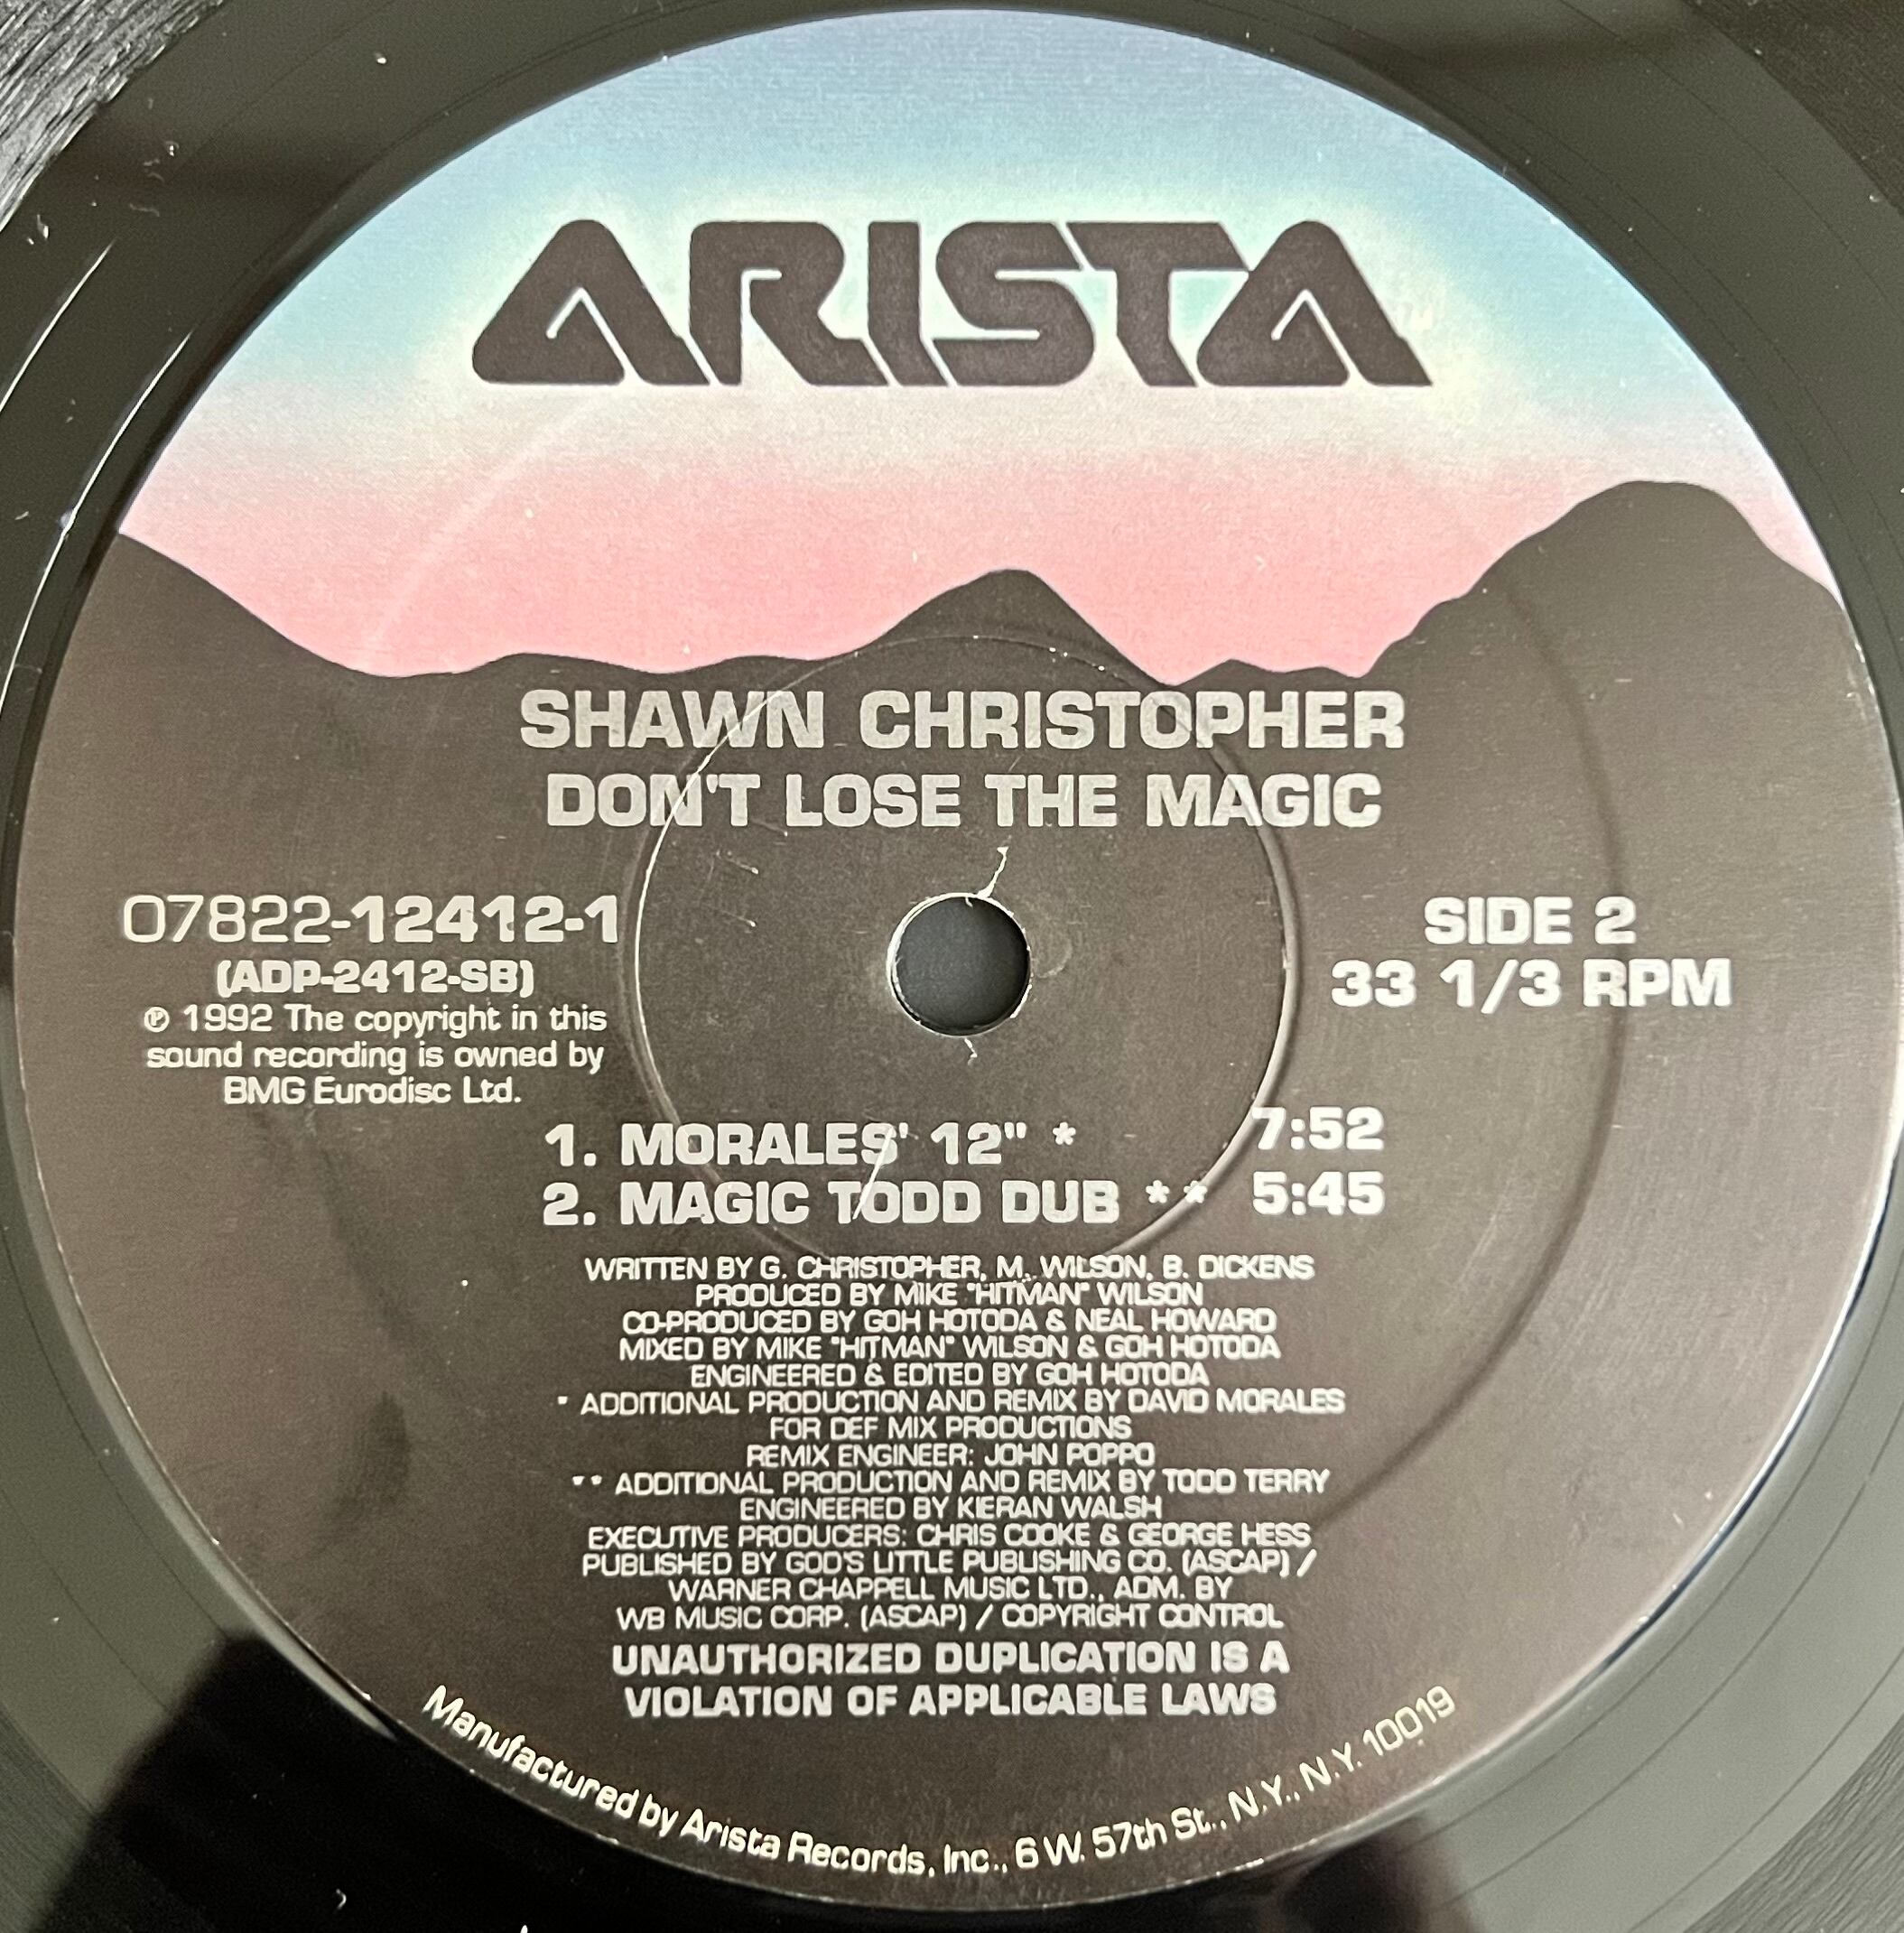 ARISTA
SHAWN CHRISTOPHER
DON'T LOSE THE MAGIC
07822-12412-1
(ADP-2412-SB)
℗ 1992 The copyright in this
sound recording is owned by
BMG Eurodisc Ltd.
SIDE 2
33 1/3 RPM
1. MORALES' 12" * 7:52
2. MAGIC TODD DUB ** 5:45
WRITTEN BY G. CHRISTOPHER, M. WILSON, B. DICKENS
PRODUCED BY MIKE "HITMAN" WILSON
CO-PRODUCED BY GOH HOTODA & NEAL HOWARD
MIXED BY MIKE "HITMAN" WILSON & GOH HOTODA
ENGINEERED & EDITED BY GOH HOTODA
* ADDITIONAL PRODUCTION AND REMIX BY DAVID MORALES
FOR DEF MIX PRODUCTIONS
REMIX ENGINEER: JOHN POPPO
** ADDITIONAL PRODUCTION AND REMIX BY TODD TERRY
ENGINEERED BY KIERAN WALSH
EXECUTIVE PRODUCERS: CHRIS COOKE & GEORGE HESS
PUBLISHED BY GOD'S LITTLE PUBLISHING CO. (ASCAP) /
WARNER CHAPPELL MUSIC LTD., ADM. BY
WB MUSIC CORP. (ASCAP) / COPYRIGHT CONTROL
UNAUTHORIZED DUPLICATION IS A
VIOLATION OF APPLICABLE LAWS
Manufactured by Arista Records, Inc., 6 W. 57th St., N.Y., N.Y. 10019